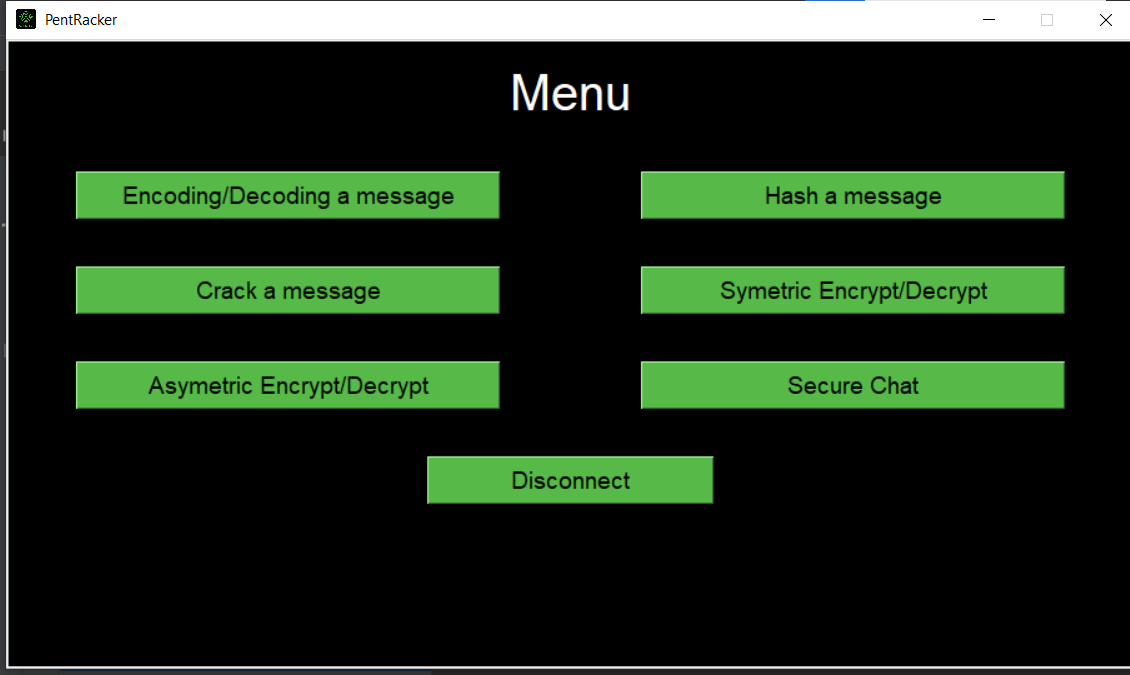 PentRacker
Menu
Encoding/Decoding a message
Hash a message
Crack a message
Symetric Encrypt/Decrypt
Asymetric Encrypt/Decrypt
Secure Chat
Disconnect